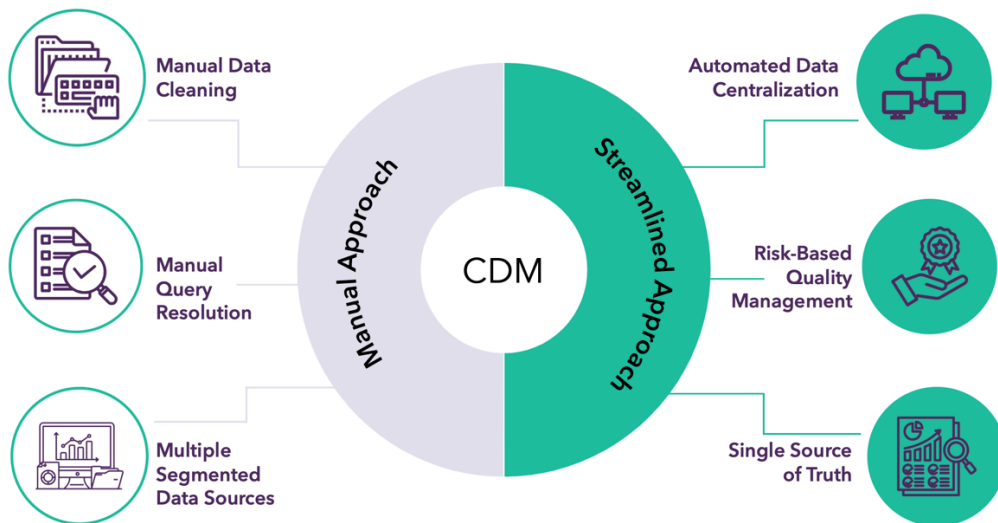 Manual Data
Cleaning
Manual
Query
Resolution
Multiple
Segmented
Data Sources
Manual Approach
CDM
Streamlined Approach
Automated Data
Centralization
Risk-Based
Quality
Management
Single Source
of Truth